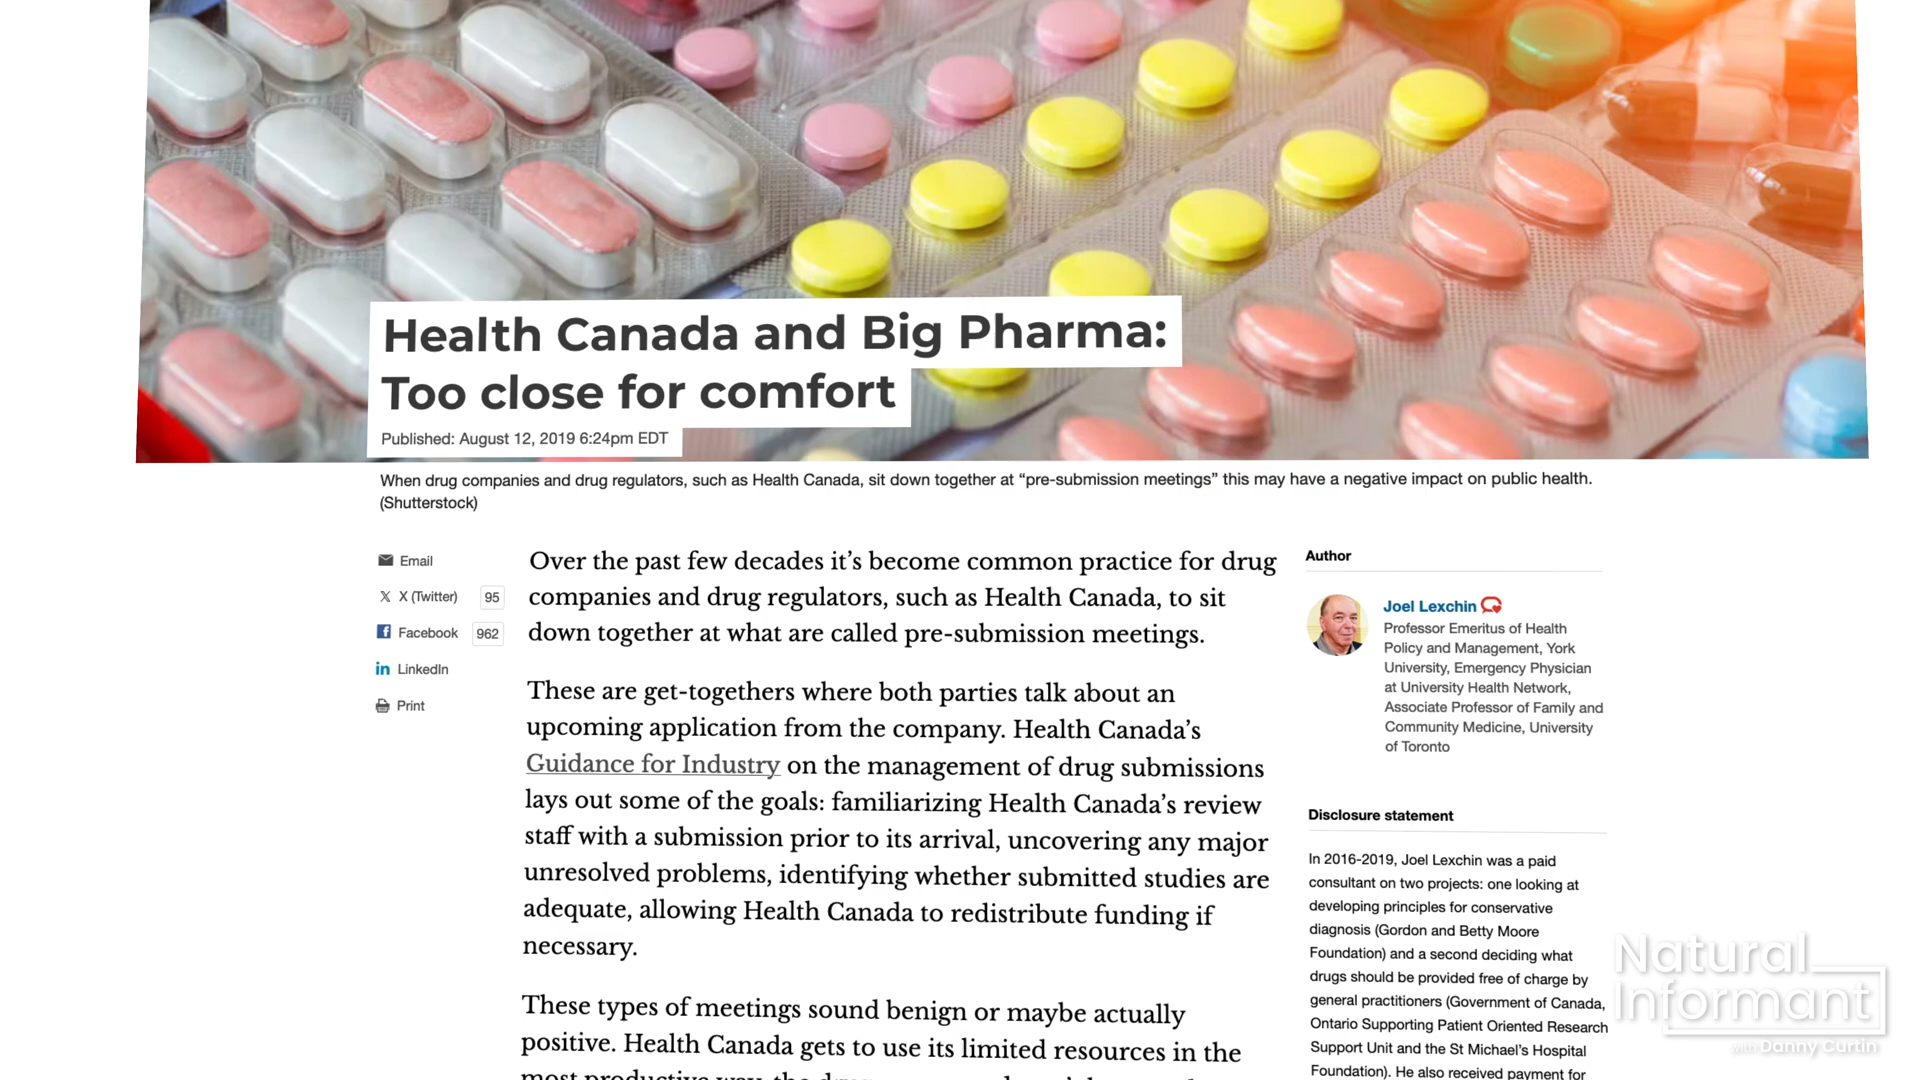 Health Canada and Big Pharma:
Too close for comfort
Published: August 12, 2019 6:24pm EDT
When drug companies and drug regulators, such as Health Canada, sit down together at “pre-submission meetings” this may have a negative impact on public health.
(Shutterstock)
Email
X (Twitter) 95
Facebook 962
LinkedIn
Print
Over the past few decades it’s become common practice for drug
companies and drug regulators, such as Health Canada, to sit
down together at what are called pre-submission meetings.
These are get-togethers where both parties talk about an
upcoming application from the company. Health Canada’s
Guidance for Industry on the management of drug submissions
lays out some of the goals: familiarizing Health Canada’s review
staff with a submission prior to its arrival, uncovering any major
unresolved problems, identifying whether submitted studies are
adequate, allowing Health Canada to redistribute funding if
necessary.
These types of meetings sound benign or maybe actually
positive. Health Canada gets to use its limited resources in the
most productive way, the
Author
Joel Lexchin
Professor Emeritus of Health
Policy and Management, York
University, Emergency Physician
at University Health Network,
Associate Professor of Family and
Community Medicine, University
of Toronto
Disclosure statement
In 2016-2019, Joel Lexchin was a paid
consultant on two projects: one looking at
developing principles for conservative
diagnosis (Gordon and Betty Moore
Foundation) and a second deciding what
drugs should be provided free of charge by
general practitioners (Government of Canada,
Ontario Supporting Patient Oriented Research
Support Unit and the St Michael’s Hospital
Foundation). He also received payment for
Natural
Informant
with Danny Curtin